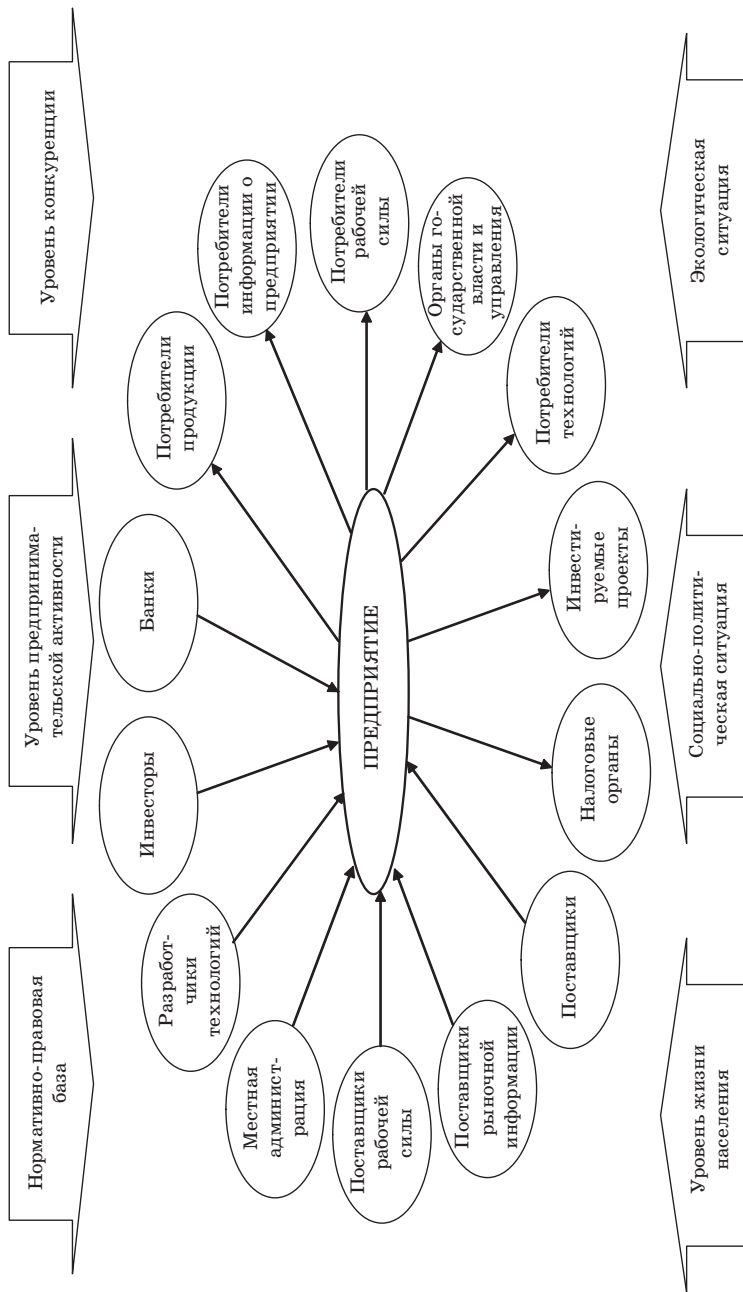 Нормативно-правовая
база
Уровень предпринима-
тельской активности
Уровень конкуренции
Разработ-
чики
технологий
Инвесторы
Банки
Потребители
продукции
Местная
админист-
рация
Потребители
информации о
предприятии
Поставщики
рабочей
силы
ПРЕДПРИЯТИЕ
Потребители
рабочей
силы
Поставщики
рыночной
информации
Органы го-
сударственной
власти и
управления
Поставщики
Налоговые
органы
Инвести-
руемые
проекты
Потребители
технологий
Уровень жизни
населения
Социально-полити-
ческая ситуация
Экологическая
ситуация